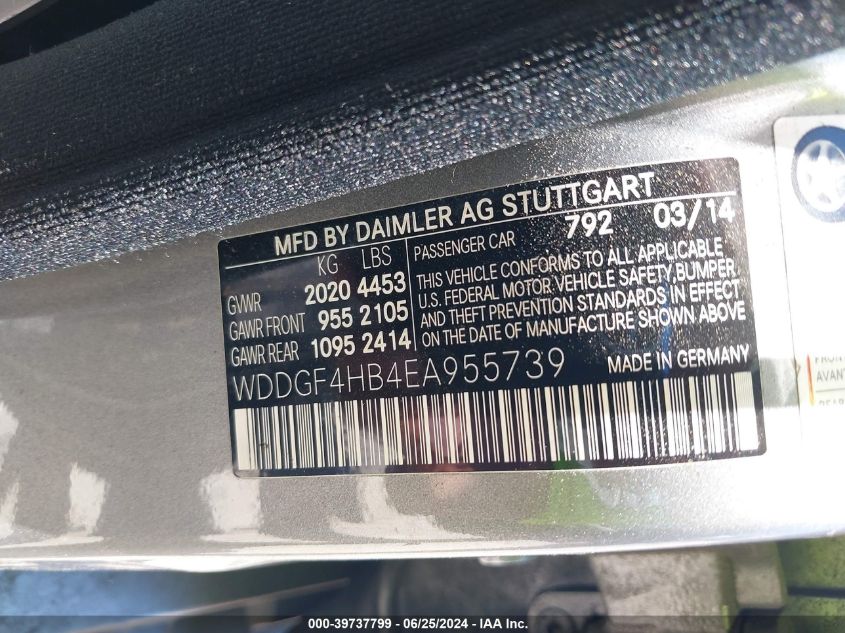 MFD BY DAIMLER AG STUTTGART
792 03/14
KG LBS
PASSENGER CAR
GVWR 2020 4453
GAWR FRONT 955 2105
GAWR REAR 1095 2414
THIS VEHICLE CONFORMS TO ALL APPLICABLE
U.S. FEDERAL MOTOR VEHICLE SAFETY,BUMPER,
AND THEFT PREVENTION STANDARDS IN EFFECT
ON THE DATE OF MANUFACTURE SHOWN ABOVE
WDDGF4HB4EA955739
MADE IN GERMANY
AVANT
000-39737799 - 06/25/2024 - IAA Inc.